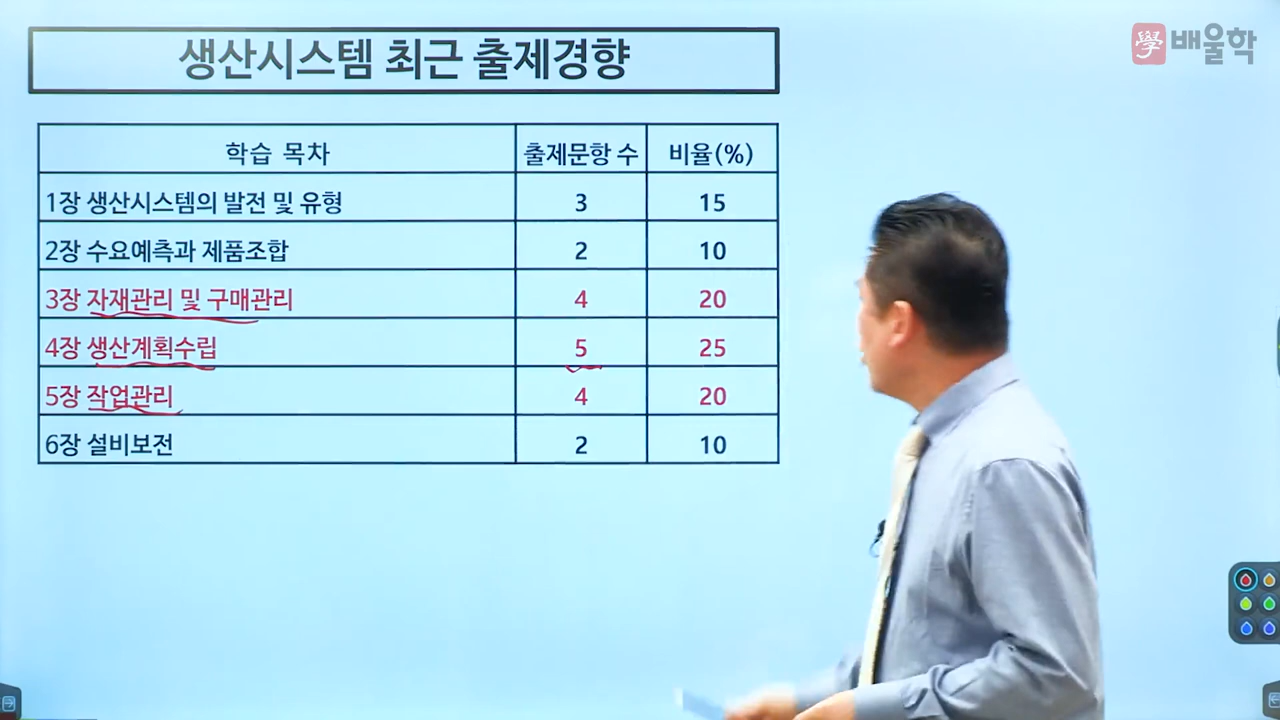 생산시스템 최근 출제경향
學배울학
학습 목차 출제문항 수 비율(%)
1장 생산시스템의 발전 및 유형 3 15
2장 수요예측과 제품조합 2 10
3장 자재관리 및 구매관리 4 20
4장 생산계획수립 5 25
5장 작업관리 4 20
6장 설비보전 2 10